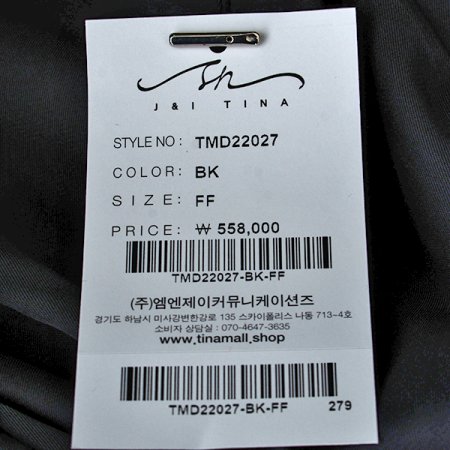 Sn
J & I TINA
STYLE NO : TMD22027
COLOR: BK
SIZE: FF
PRICE: ₩ 558,000
TMD22027-BK-FF
(주)엠엔제이커뮤니케이션즈
경기도 하남시 미사강변한강로 135 스카이폴리스 나동 713-4호
소비자 상담실 : 070-4647-3635
www.tinamall.shop
TMD22027-BK-FF 279